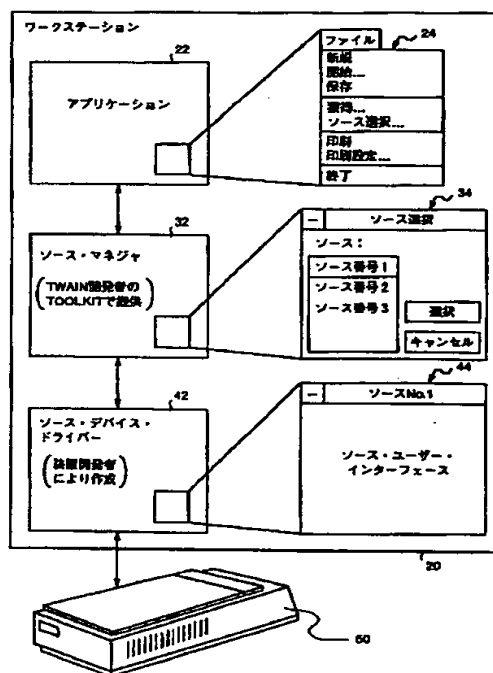 ワークステーション
22
アプリケーション
ファイル
24
新規
開始...
保存
獲得...
ソース選択...
印刷
印刷設定...
終了
32
ソース・マネジャ
(TWAIN開発者の
TOOLKITで提供)
34
ソース選択
ソース:
ソース番号1
ソース番号2
ソース番号3
選択
キャンセル
42
ソース・デバイス・
ドライバー
開発者
により作成
44
ソースNo.1
ソース・ユーザー・
インターフェース
20
60